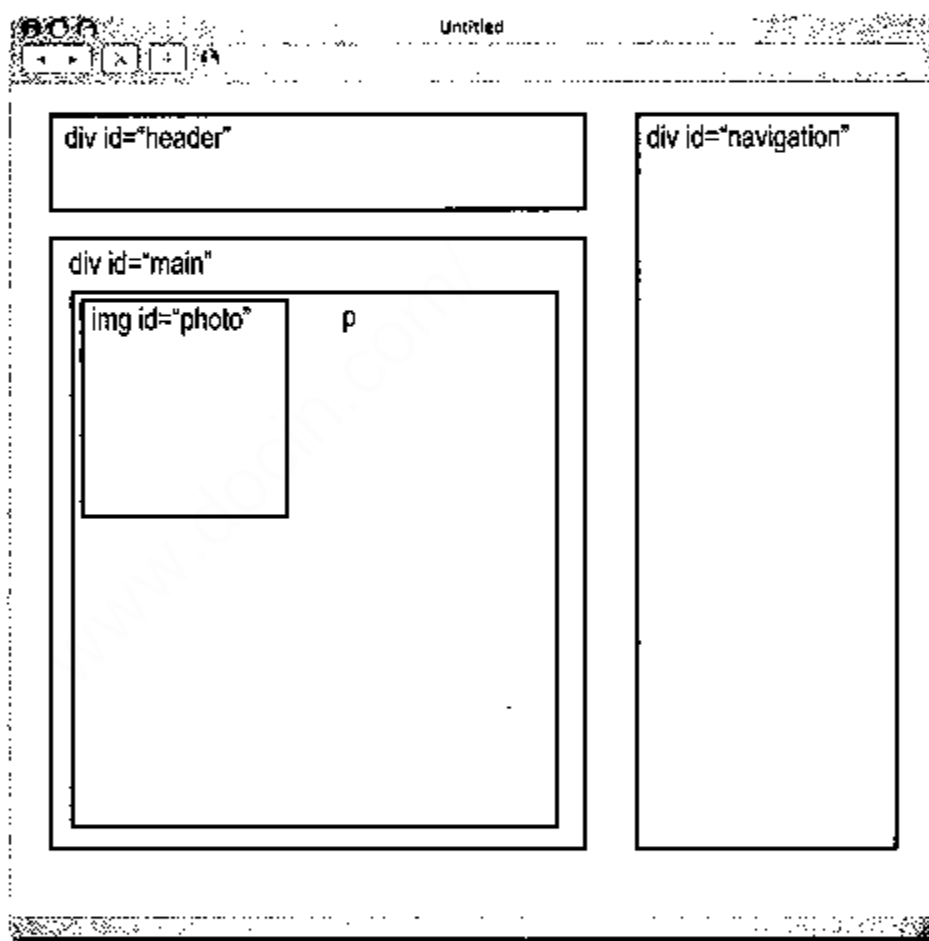 Untitled
div id="header"
div id="navigation"
div id="main"
img id="photo"
p